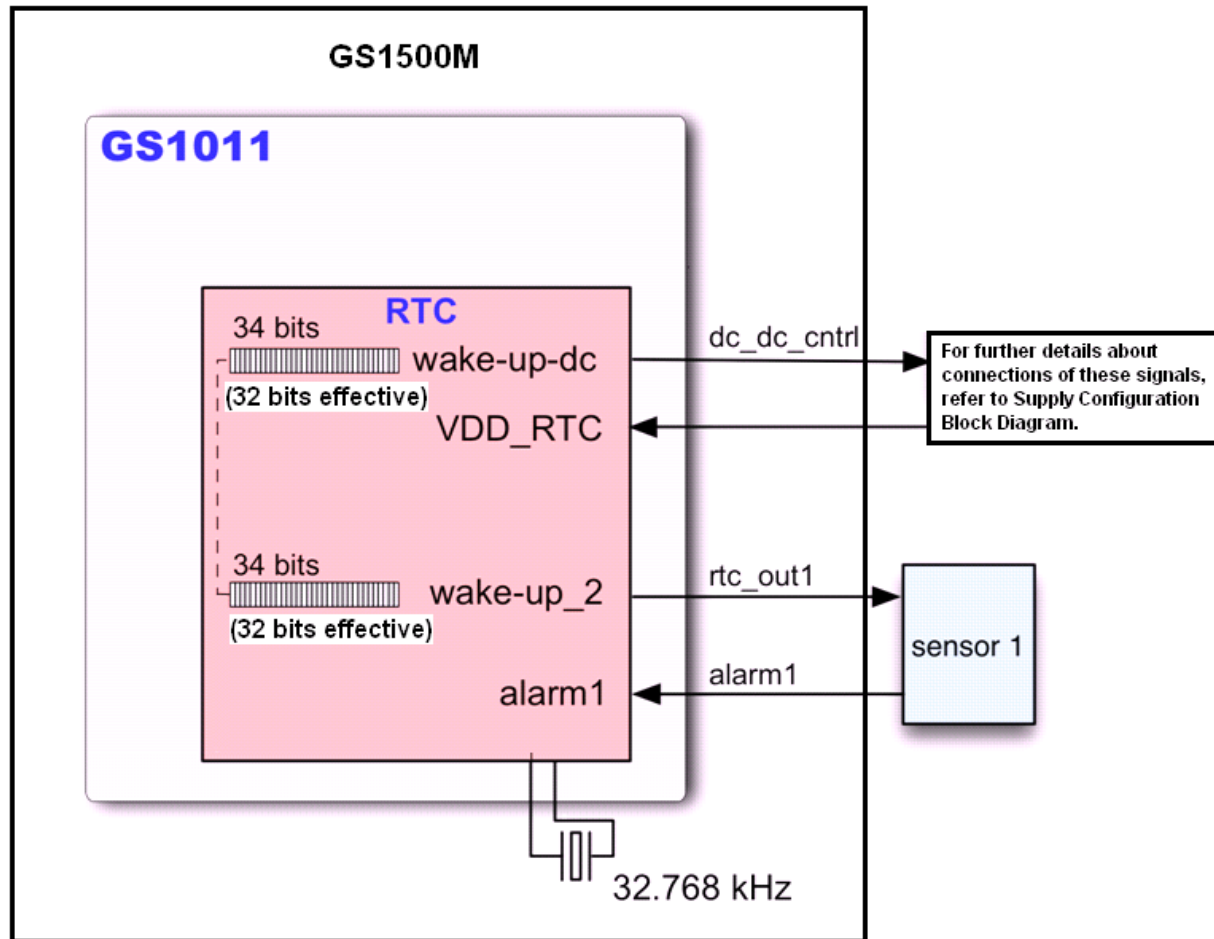 GS1500M
GS1011
RTC
34 bits
wake-up-dc
(32 bits effective)
VDD_RTC
34 bits
wake-up_2
(32 bits effective)
alarm1
dc_dc_cntrl
For further details about
connections of these signals,
refer to Supply Configuration
Block Diagram.
rtc_out1
alarm1
sensor 1
32.768 kHz